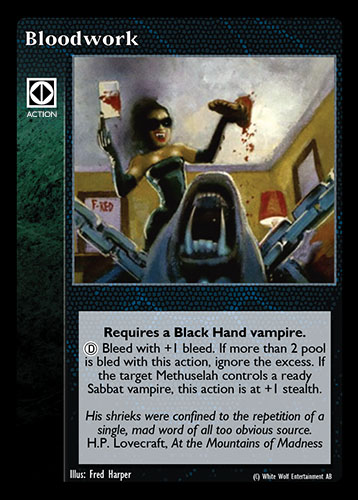 Bloodwork
ACTION
F-RED
Requires a Black Hand vampire.
D Bleed with +1 bleed. If more than 2 pool
is bled with this action, ignore the excess. If
the target Methuselah controls a ready
Sabbat vampire, this action is at +1 stealth.
His shrieks were confined to the repetition of a
single, mad word of all too obvious source.
H.P. Lovecraft, At the Mountains of Madness
Illus: Fred Harper
(C) White Wolf Entertainment AB